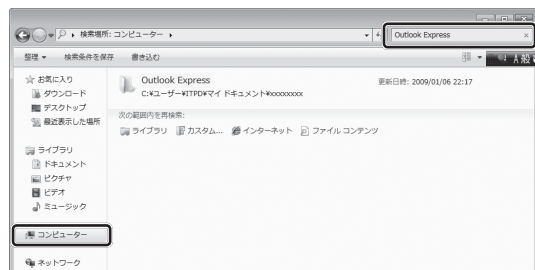 検索場所: コンピューター
Outlook Express
整理
検索条件を保存
書き込む
A 般
お気に入り
ダウンロード
デスクトップ
最近表示した場所
ライブラリ
ドキュメント
ピクチャ
ビデオ
ミュージック
コンピューター
ネットワーク
Outlook Express
C:¥ユーザー¥ITPD¥マイ ドキュメント¥xxxxxxxx
更新日時: 2009/01/06 22:17
次の範囲内を再検索:
ライブラリ カスタム... インターネット ファイル コンテンツ